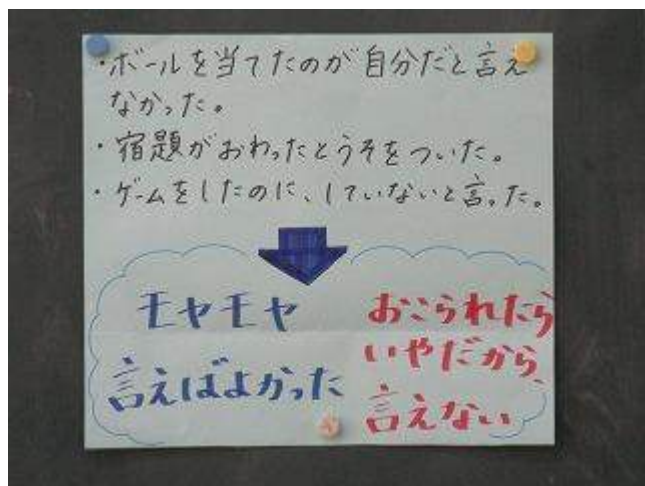 ・ボールを当てたのが自分だと言え
なかった。
・宿題がおわったとうそをついた。
・ゲームをしたのに、していないと言った。
モヤモヤ
言えばよかった
おこられたら
いやだから、
言えない